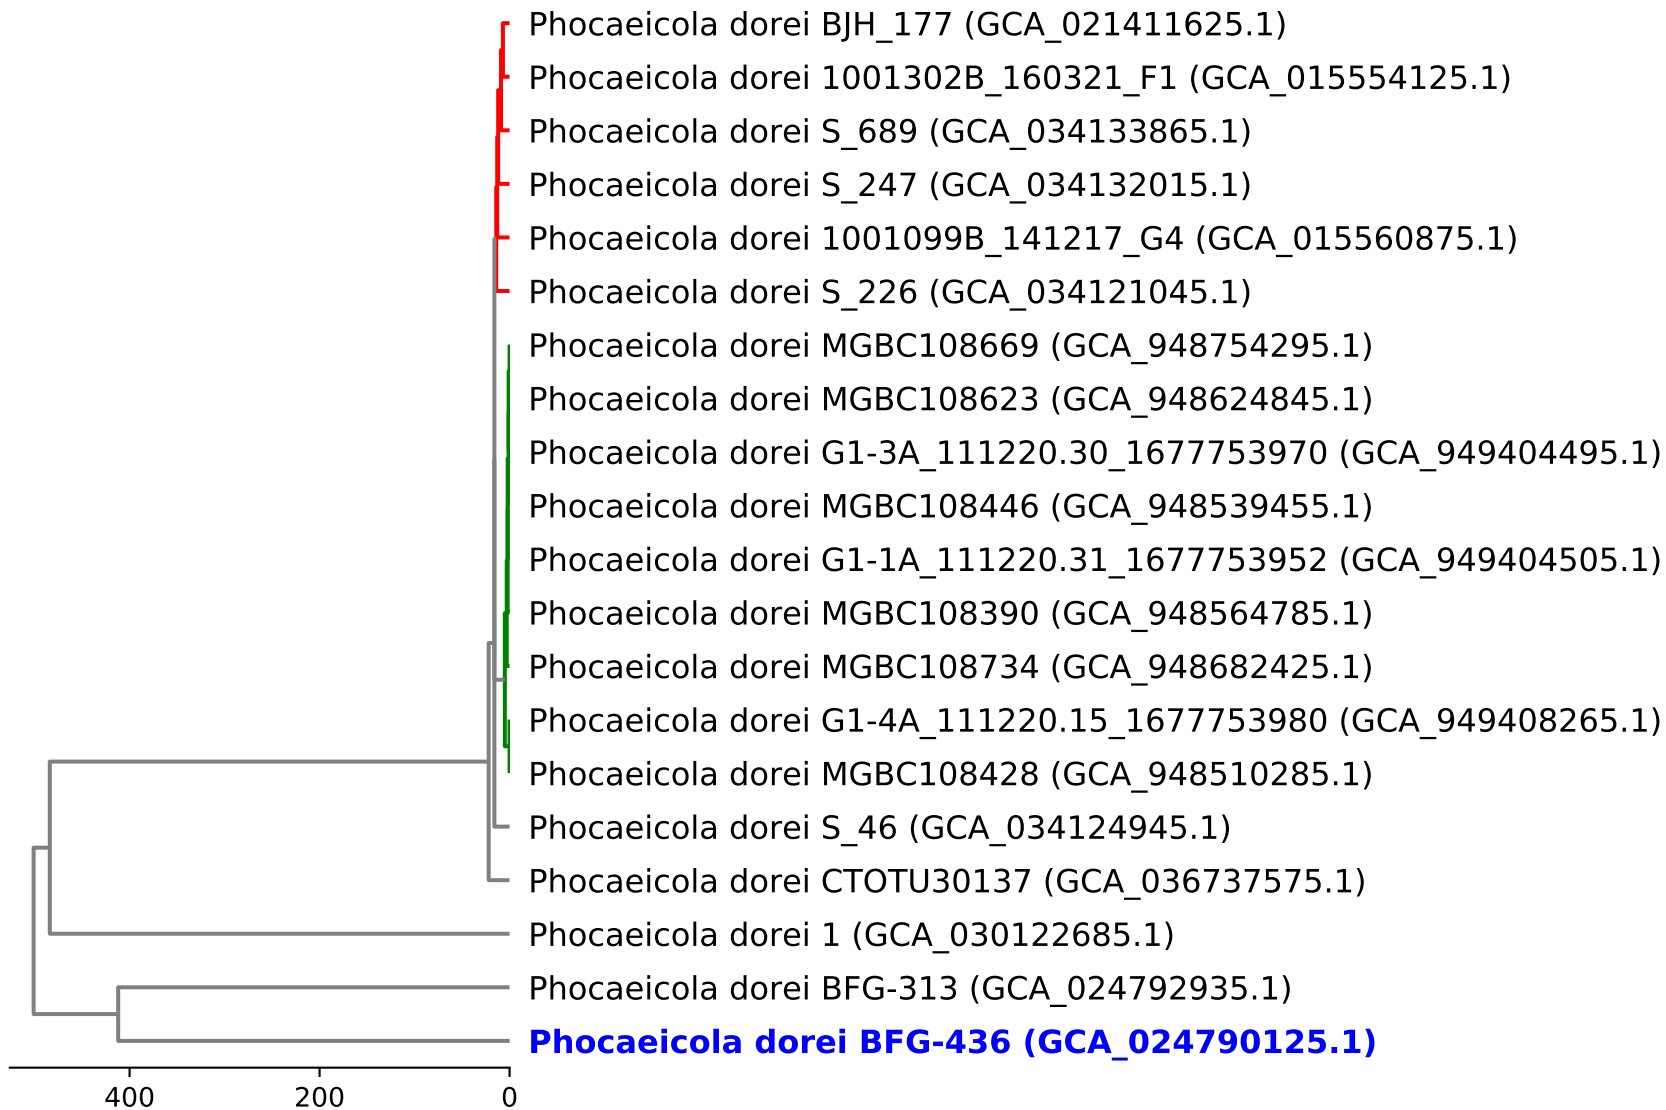 Phocaeicola dorei BJH_177 (GCA_021411625.1)
Phocaeicola dorei 1001302B_160321_F1 (GCA_015554125.1)
Phocaeicola dorei S_689 (GCA_034133865.1)
Phocaeicola dorei S_247 (GCA_034132015.1)
Phocaeicola dorei 1001099B_141217_G4 (GCA_015560875.1)
Phocaeicola dorei S_226 (GCA_034121045.1)
Phocaeicola dorei MGBC108669 (GCA_948754295.1)
Phocaeicola dorei MGBC108623 (GCA_948624845.1)
Phocaeicola dorei G1-3A_111220.30_1677753970 (GCA_949404495.1)
Phocaeicola dorei MGBC108446 (GCA_948539455.1)
Phocaeicola dorei G1-1A_111220.31_1677753952 (GCA_949404505.1)
Phocaeicola dorei MGBC108390 (GCA_948564785.1)
Phocaeicola dorei MGBC108734 (GCA_948682425.1)
Phocaeicola dorei G1-4A_111220.15_1677753980 (GCA_949408265.1)
Phocaeicola dorei MGBC108428 (GCA_948510285.1)
Phocaeicola dorei S_46 (GCA_034124945.1)
Phocaeicola dorei CTOTU30137 (GCA_036737575.1)
Phocaeicola dorei 1 (GCA_030122685.1)
Phocaeicola dorei BFG-313 (GCA_024792935.1)
Phocaeicola dorei BFG-436 (GCA_024790125.1)
400 200 0